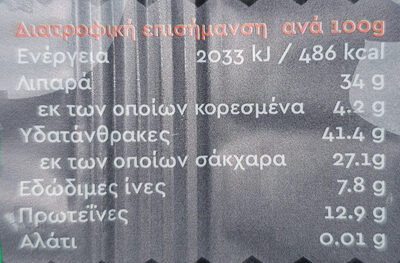 Διατροφική επισήμανση ανά 100g
Ενέργεια 2033 kJ / 486 kcal
Λιπαρά 34 g
εκ των οποίων κορεσμένα 4.2 g
Υδατάνθρακες 41.4 g
εκ των οποίων σάκχαρα 27.1g
Εδώδιμες ίνες 7.8 g
Πρωτεΐνες 12.9 g
Αλάτι 0.01 g